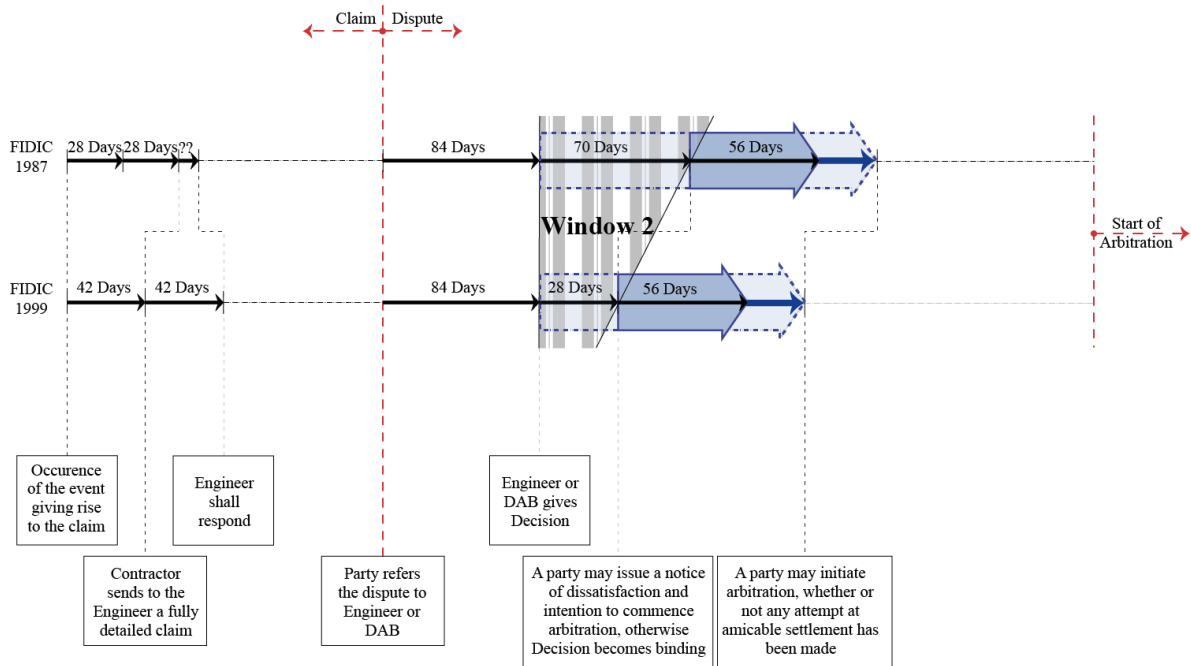 Claim Dispute
FIDIC
1987
28 Days 28 Days ??
84 Days
70 Days
56 Days
Window 2
Start of
Arbitration
FIDIC
1999
42 Days
42 Days
84 Days
28 Days
56 Days
Occurence
of the event
giving rise
to the claim
Engineer
shall
respond
Engineer or
DAB gives
Decision
Contractor
sends to the
Engineer a fully
detailed claim
Party refers
the dispute to
Engineer or
DAB
A party may issue a notice
of dissatisfaction and
intention to commence
arbitration, otherwise
Decision becomes binding
A party may initiate
arbitration, whether or
not any attempt at
amicable settlement has
been made